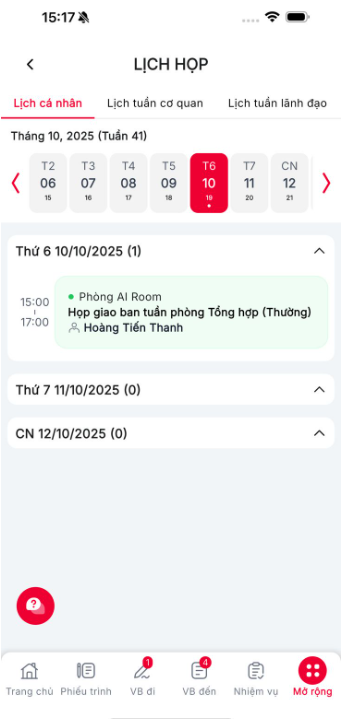 15:17
LỊCH HỌP
Lịch cá nhân Lịch tuần cơ quan Lịch tuần lãnh đạo
Tháng 10, 2025 (Tuần 41)
T2 T3 T4 T5 T6 T7 CN
06 07 08 09 10 11 12
15 16 17 18 19 20 21
Thứ 6 10/10/2025 (1)
15:00
17:00
Phòng AI Room
Họp giao ban tuần phòng Tổng hợp (Thường)
Hoàng Tiến Thanh
Thứ 7 11/10/2025 (0)
CN 12/10/2025 (0)
?
1 4
Trang chủ Phiếu trình VB đi VB đến Nhiệm vụ Mở rộng